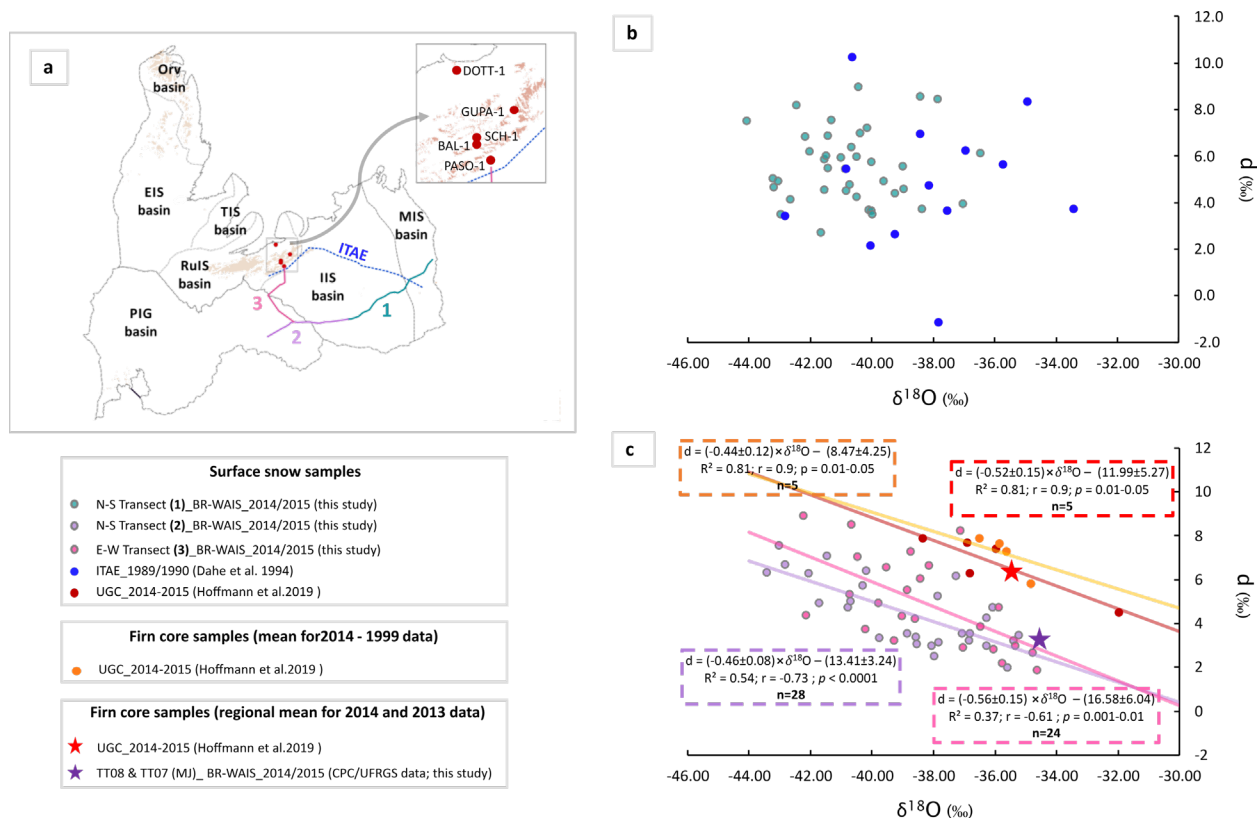 a
Orv
basin
EIS
basin
TIS
basin
RuIS
basin
PIG
basin
IIS
basin
MIS
basin
ITAE
1
2
3
DOTT-1
GUPA-1
SCH-1
BAL-1
PASO-1
Surface snow samples
N-S Transect (1)_BR-WAIS_2014/2015 (this study)
N-S Transect (2)_BR-WAIS_2014/2015 (this study)
E-W Transect (3)_BR-WAIS_2014/2015 (this study)
ITAE_1989/1990 (Dahe et al. 1994)
UGC_2014-2015 (Hoffmann et al.2019 )
Firn core samples (mean for2014 - 1999 data)
UGC_2014-2015 (Hoffmann et al.2019 )
Firn core samples (regional mean for 2014 and 2013 data)
UGC_2014-2015 (Hoffmann et al.2019 )
TT08 & TT07 (MJ)_ BR-WAIS_2014/2015 (CPC/UFRGS data; this study)
b
12.0
10.0
8.0
6.0
4.0
2.0
0.0
-2.0
d (‰)
-46.00 -44.00 -42.00 -40.00 -38.00 -36.00 -34.00 -32.00 -30.00
δ¹⁸O (‰)
c
d = (-0.44±0.12) × δ¹⁸O − (8.47±4.25)
R² = 0.81; r = 0.9; p = 0.01-0.05
n=5
d = (-0.52±0.15) × δ¹⁸O − (11.99±5.27)
R² = 0.81; r = 0.9; p = 0.01-0.05
n=5
d = (-0.46±0.08) × δ¹⁸O − (13.41±3.24)
R² = 0.54; r = -0.73 ; p < 0.0001
n=28
d = (-0.56±0.15) × δ¹⁸O − (16.58±6.04)
R² = 0.37; r = -0.61 ; p = 0.001-0.01
n=24
12
10
8
6
4
2
0
-2
d (‰)
-46.00 -44.00 -42.00 -40.00 -38.00 -36.00 -34.00 -32.00 -30.00
δ¹⁸O (‰)